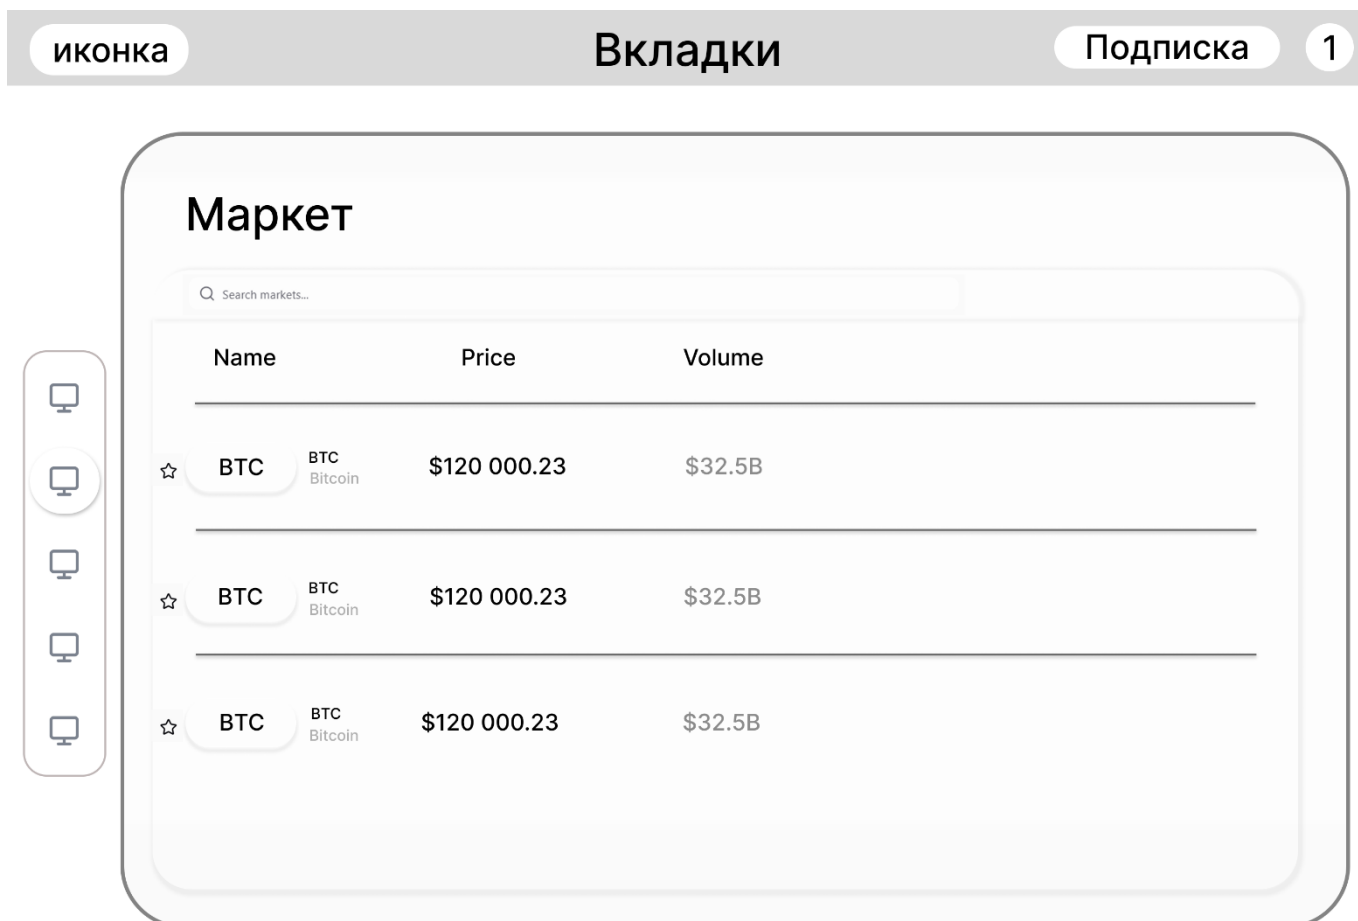 иконка
Вкладки
Подписка
1
Маркет
Search markets...
Name Price Volume
BTC BTC $120 000.23 $32.5B
Bitcoin
BTC BTC $120 000.23 $32.5B
Bitcoin
BTC BTC $120 000.23 $32.5B
Bitcoin